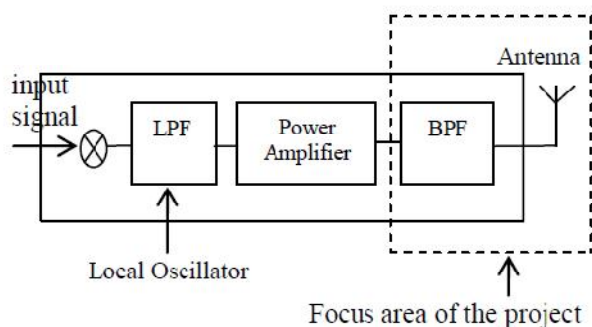 Antenna
input
signal
LPF
Power
Amplifier
BPF
Local Oscillator
Focus area of the project